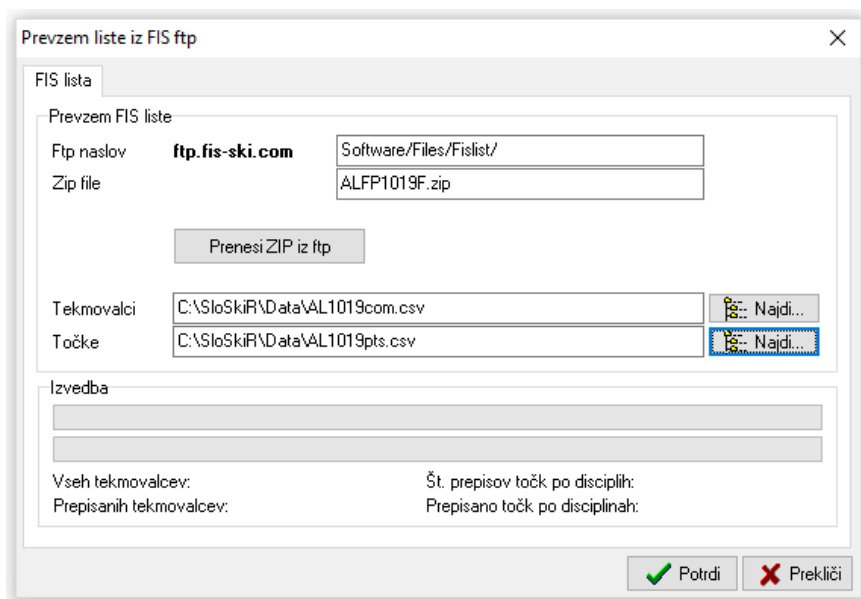 Prevzem liste iz FIS ftp
FIS lista
Prevzem FIS liste
Ftp naslov ftp.fis-ski.com Software/Files/Fislist/
Zip file ALFP1019F.zip
Prenesi ZIP iz ftp
Tekmovalci C:\SloSkiR\Data\AL1019com.csv Najdi...
Točke C:\SloSkiR\Data\AL1019pts.csv Najdi...
Izvedba
Vseh tekmovalcev: Št. prepisov točk po disciplih:
Prepisanih tekmovalcev: Prepisano točk po disciplinah:
Potrdi Prekliči